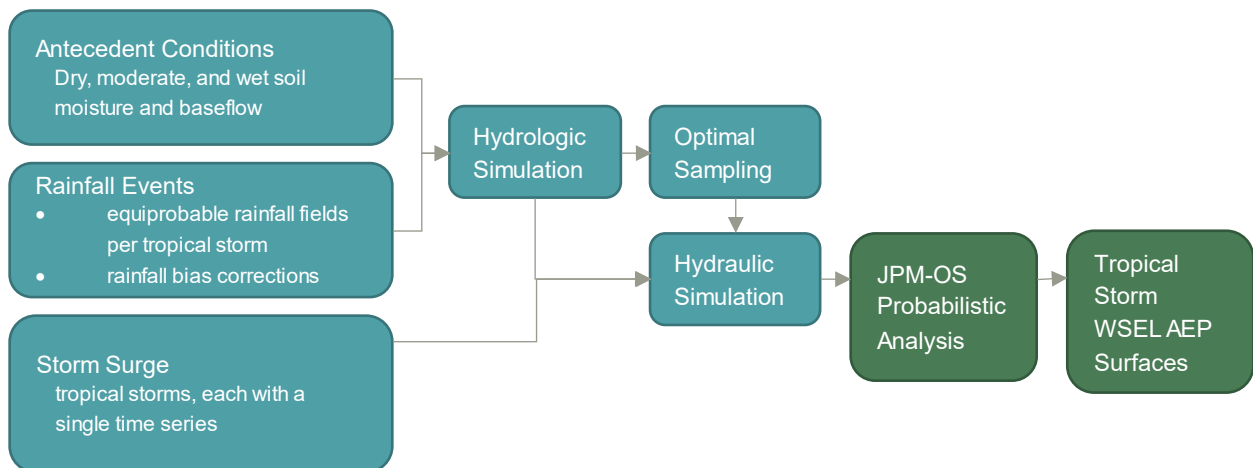 Antecedent Conditions
Dry, moderate, and wet soil
moisture and baseflow
Rainfall Events
• equiprobable rainfall fields
per tropical storm
• rainfall bias corrections
Storm Surge
tropical storms, each with a
single time series
Hydrologic
Simulation
Optimal
Sampling
Hydraulic
Simulation
JPM-OS
Probabilistic
Analysis
Tropical
Storm
WSEL AEP
Surfaces